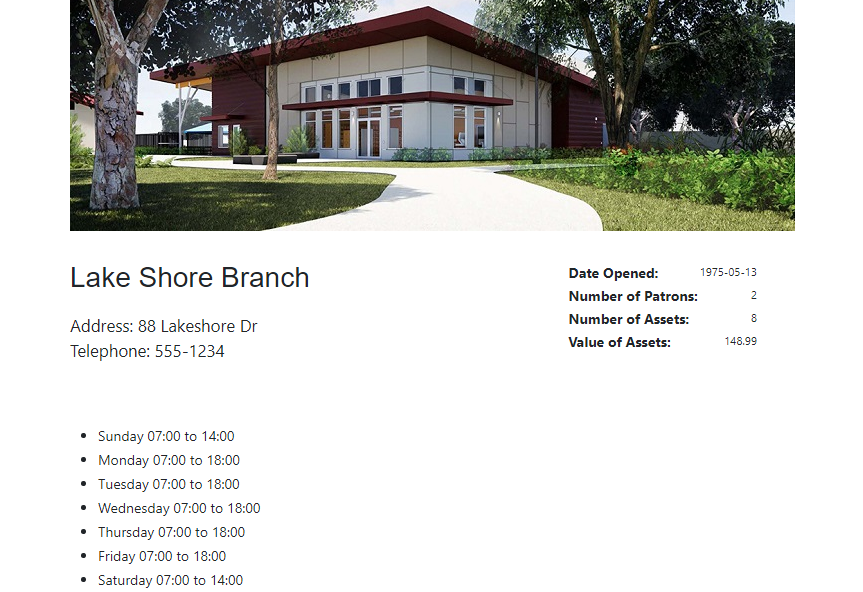 Lake Shore Branch
Address: 88 Lakeshore Dr
Telephone: 555-1234
Date Opened: 1975-05-13
Number of Patrons: 2
Number of Assets: 8
Value of Assets: 148.99
Sunday 07:00 to 14:00
Monday 07:00 to 18:00
Tuesday 07:00 to 18:00
Wednesday 07:00 to 18:00
Thursday 07:00 to 18:00
Friday 07:00 to 18:00
Saturday 07:00 to 14:00